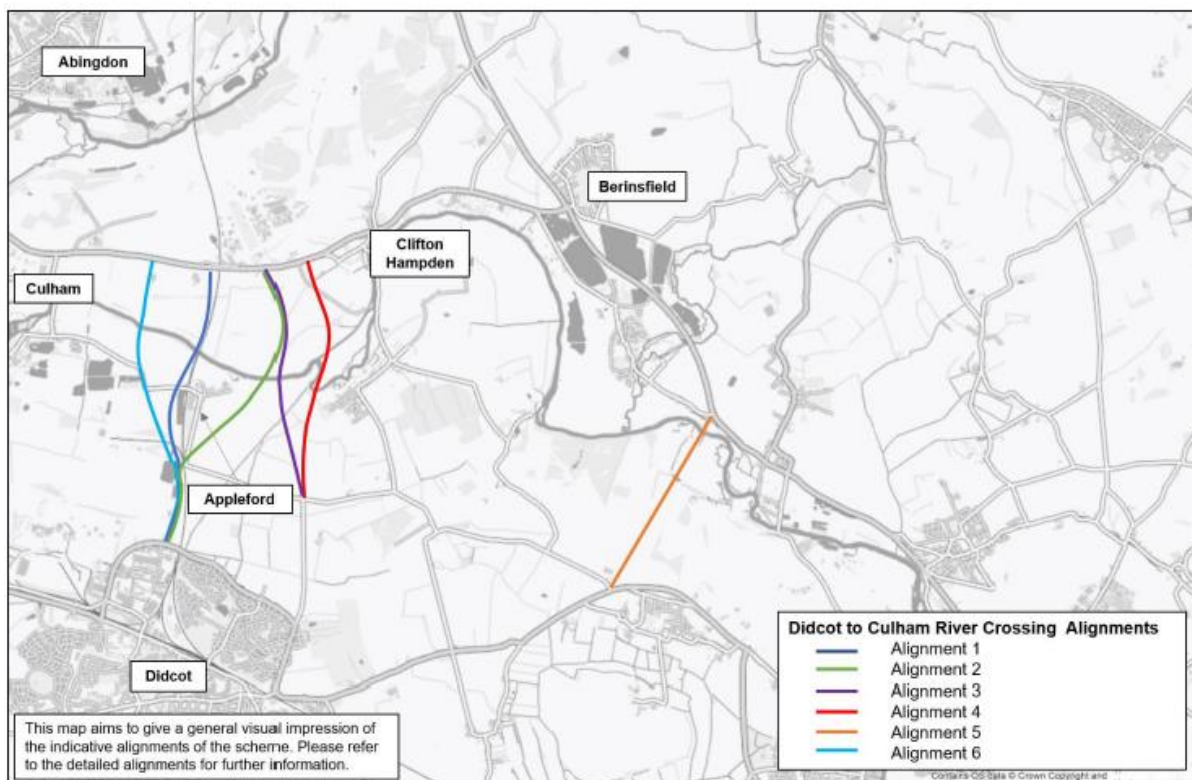 Abingdon
Berinsfield
Clifton
Hampden
Culham
Appleford
Didcot
Didcot to Culham River Crossing Alignments
Alignment 1
Alignment 2
Alignment 3
Alignment 4
Alignment 5
Alignment 6
This map aims to give a general visual impression of
the indicative alignments of the scheme. Please refer
to the detailed alignments for further information.
Contains OS data © Crown Copyright and